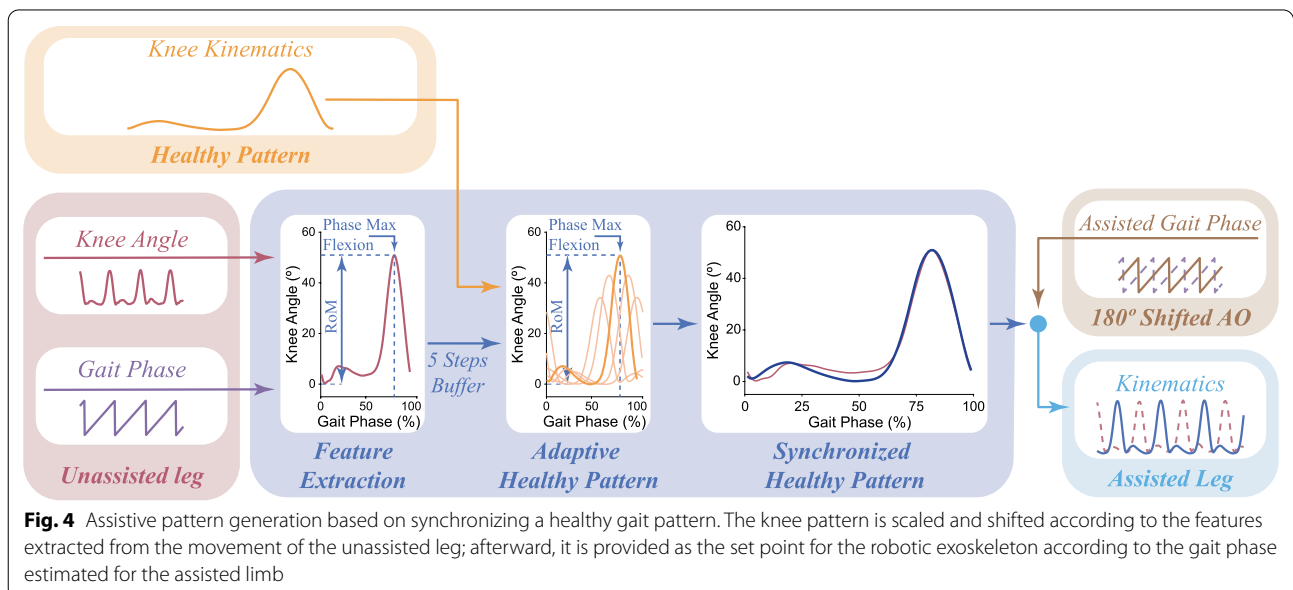 Knee Kinematics
Healthy Pattern
Knee Angle
Gait Phase
Unassisted leg
Phase Max
Flexion
60
40
20
0
Knee Angle (º)
RoM
0
50
100
Gait Phase (%)
Feature
Extraction
5 Steps
Buffer
Phase Max
Flexion
60
40
20
0
Knee Angle (º)
RoM
0
50
100
Gait Phase (%)
Adaptive
Healthy Pattern
60
40
20
0
Knee Angle (º)
0
25
50
75
100
Gait Phase (%)
Synchronized
Healthy Pattern
Assisted Gait Phase
180º Shifted AO
Kinematics
Assisted Leg
Fig. 4 Assistive pattern generation based on synchronizing a healthy gait pattern. The knee pattern is scaled and shifted according to the features
extracted from the movement of the unassisted leg; afterward, it is provided as the set point for the robotic exoskeleton according to the gait phase
estimated for the assisted limb